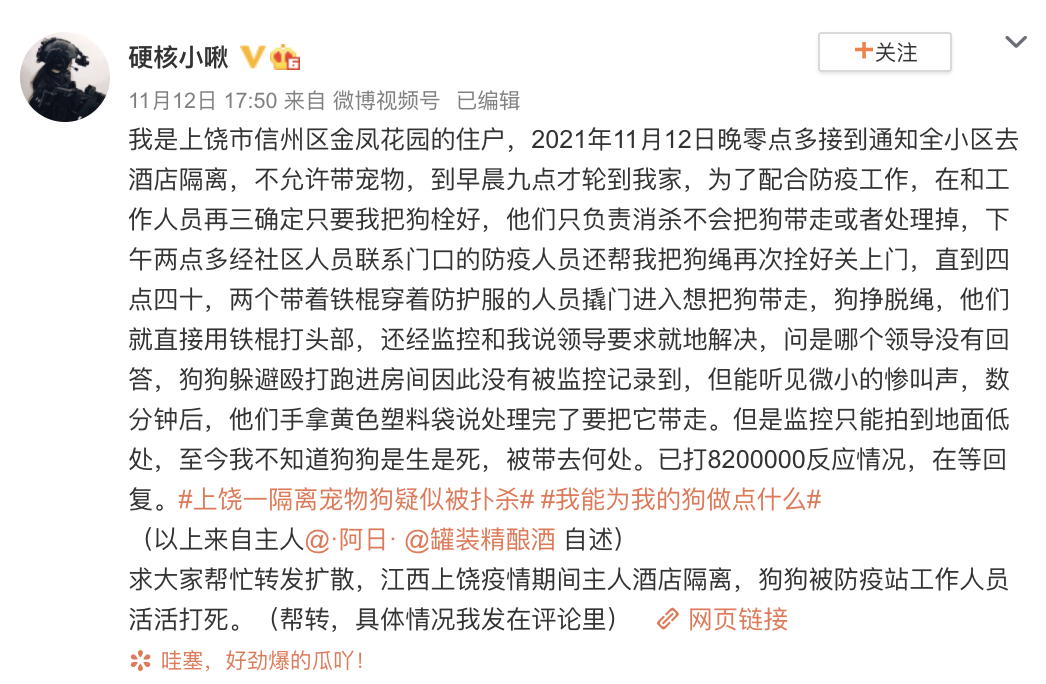 硬核小啾
+关注
11月12日 17:50 来自 微博视频号 已编辑
我是上饶市信州区金凤花园的住户，2021年11月12日晚零点多接到通知全小区去
酒店隔离，不允许带宠物，到早晨九点才轮到我家，为了配合防疫工作，在和工
作人员再三确定只要我把狗栓好，他们只负责消杀不会把狗带走或者处理掉，下
午两点多经社区人员联系门口的防疫人员还帮我把狗绳再次拴好关上门，直到四
点四十，两个带着铁棍穿着防护服的人员撬门进入想把狗带走，狗挣脱绳，他们
就直接用铁棍打头部，还经监控和我说领导要求就地解决，问是哪个领导没有回
答，狗狗躲避殴打跑进房间因此没有被监控记录到，但能听见微小的惨叫声，数
分钟后，他们手拿黄色塑料袋说处理完了要把它带走。但是监控只能拍到地面低
处，至今我不知道狗狗是生是死，被带去何处。已打8200000反应情况，在等回
复。#上饶一隔离宠物狗疑似被扑杀# #我能为我的狗做点什么#
（以上来自主人@·阿日· @罐装精酿酒 自述）
求大家帮忙转发扩散，江西上饶疫情期间主人酒店隔离，狗狗被防疫站工作人员
活活打死。（帮转，具体情况我发在评论里） 网页链接
哇塞，好劲爆的瓜吖！